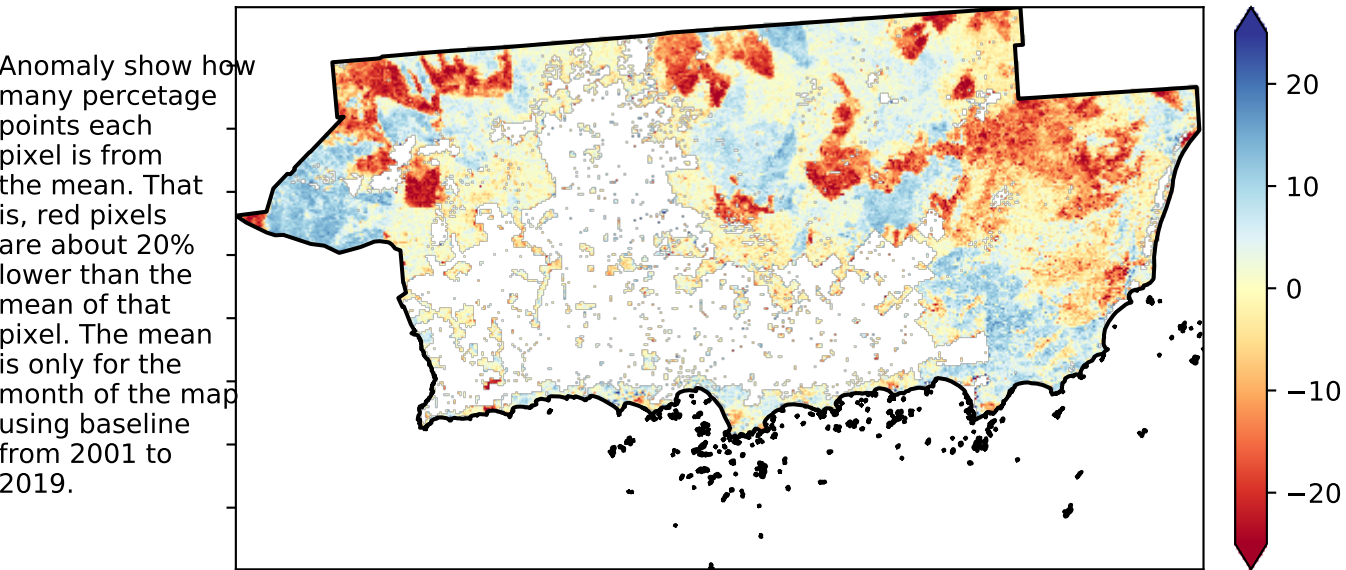 Anomaly show how
many percetage
points each
pixel is from
the mean. That
is, red pixels
are about 20%
lower than the
mean of that
pixel. The mean
is only for the
month of the map
using baseline
from 2001 to
2019.
20
10
0
−10
−20